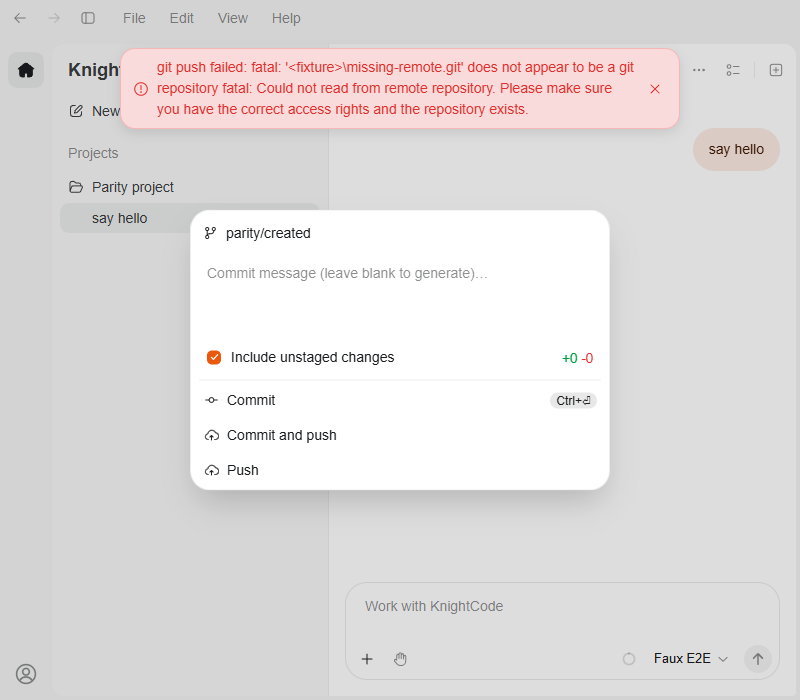 File Edit View Help
git push failed: fatal: '<fixture>\missing-remote.git' does not appear to be a git
repository fatal: Could not read from remote repository. Please make sure
you have the correct access rights and the repository exists.
New
Projects
say hello
Parity project
say hello
parity/created
Commit message (leave blank to generate)…
Include unstaged changes +0 -0
Commit Ctrl+⏎
Commit and push
Push
Work with KnightCode
Faux E2E